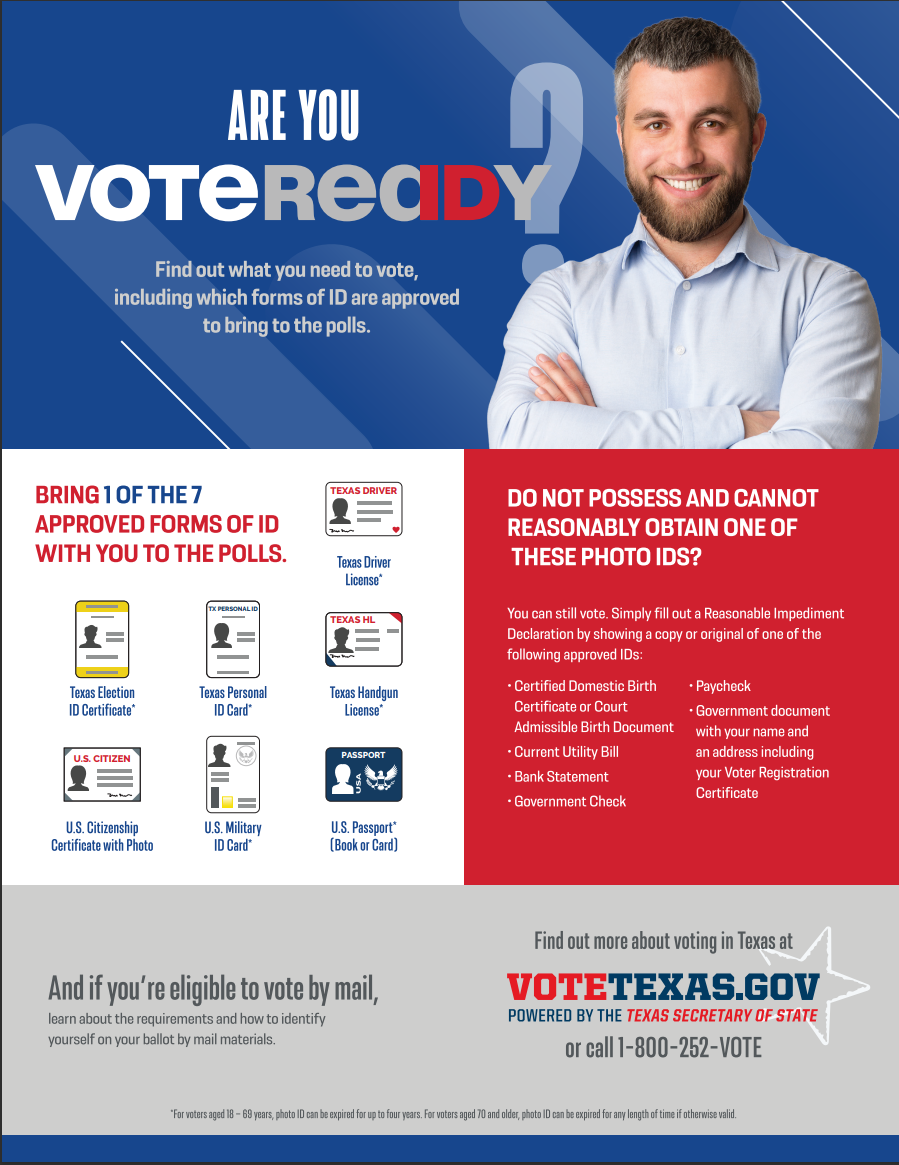 ARE YOU
VOTEREADY?
Find out what you need to vote,
including which forms of ID are approved
to bring to the polls.
BRING 1 OF THE 7
APPROVED FORMS OF ID
WITH YOU TO THE POLLS.
TEXAS DRIVER
Texas Driver
License*
Texas Election
ID Certificate*
TX PERSONAL ID
Texas Personal
ID Card*
TEXAS HL
Texas Handgun
License*
U.S. CITIZEN
U.S. Citizenship
Certificate with Photo
U.S. Military
ID Card*
PASSPORT
USA
U.S. Passport*
(Book or Card)
DO NOT POSSESS AND CANNOT
REASONABLY OBTAIN ONE OF
THESE PHOTO IDS?
You can still vote. Simply fill out a Reasonable Impediment
Declaration by showing a copy or original of one of the
following approved IDs:
• Certified Domestic Birth
Certificate or Court
Admissible Birth Document
• Current Utility Bill
• Bank Statement
• Government Check
• Paycheck
• Government document
with your name and
an address including
your Voter Registration
Certificate
And if you're eligible to vote by mail,
learn about the requirements and how to identify
yourself on your ballot by mail materials.
Find out more about voting in Texas at
VOTETEXAS.GOV
POWERED BY THE TEXAS SECRETARY OF STATE
or call 1-800-252-VOTE
*For voters aged 18 – 69 years, photo ID can be expired for up to four years. For voters aged 70 and older, photo ID can be expired for any length of time if otherwise valid.